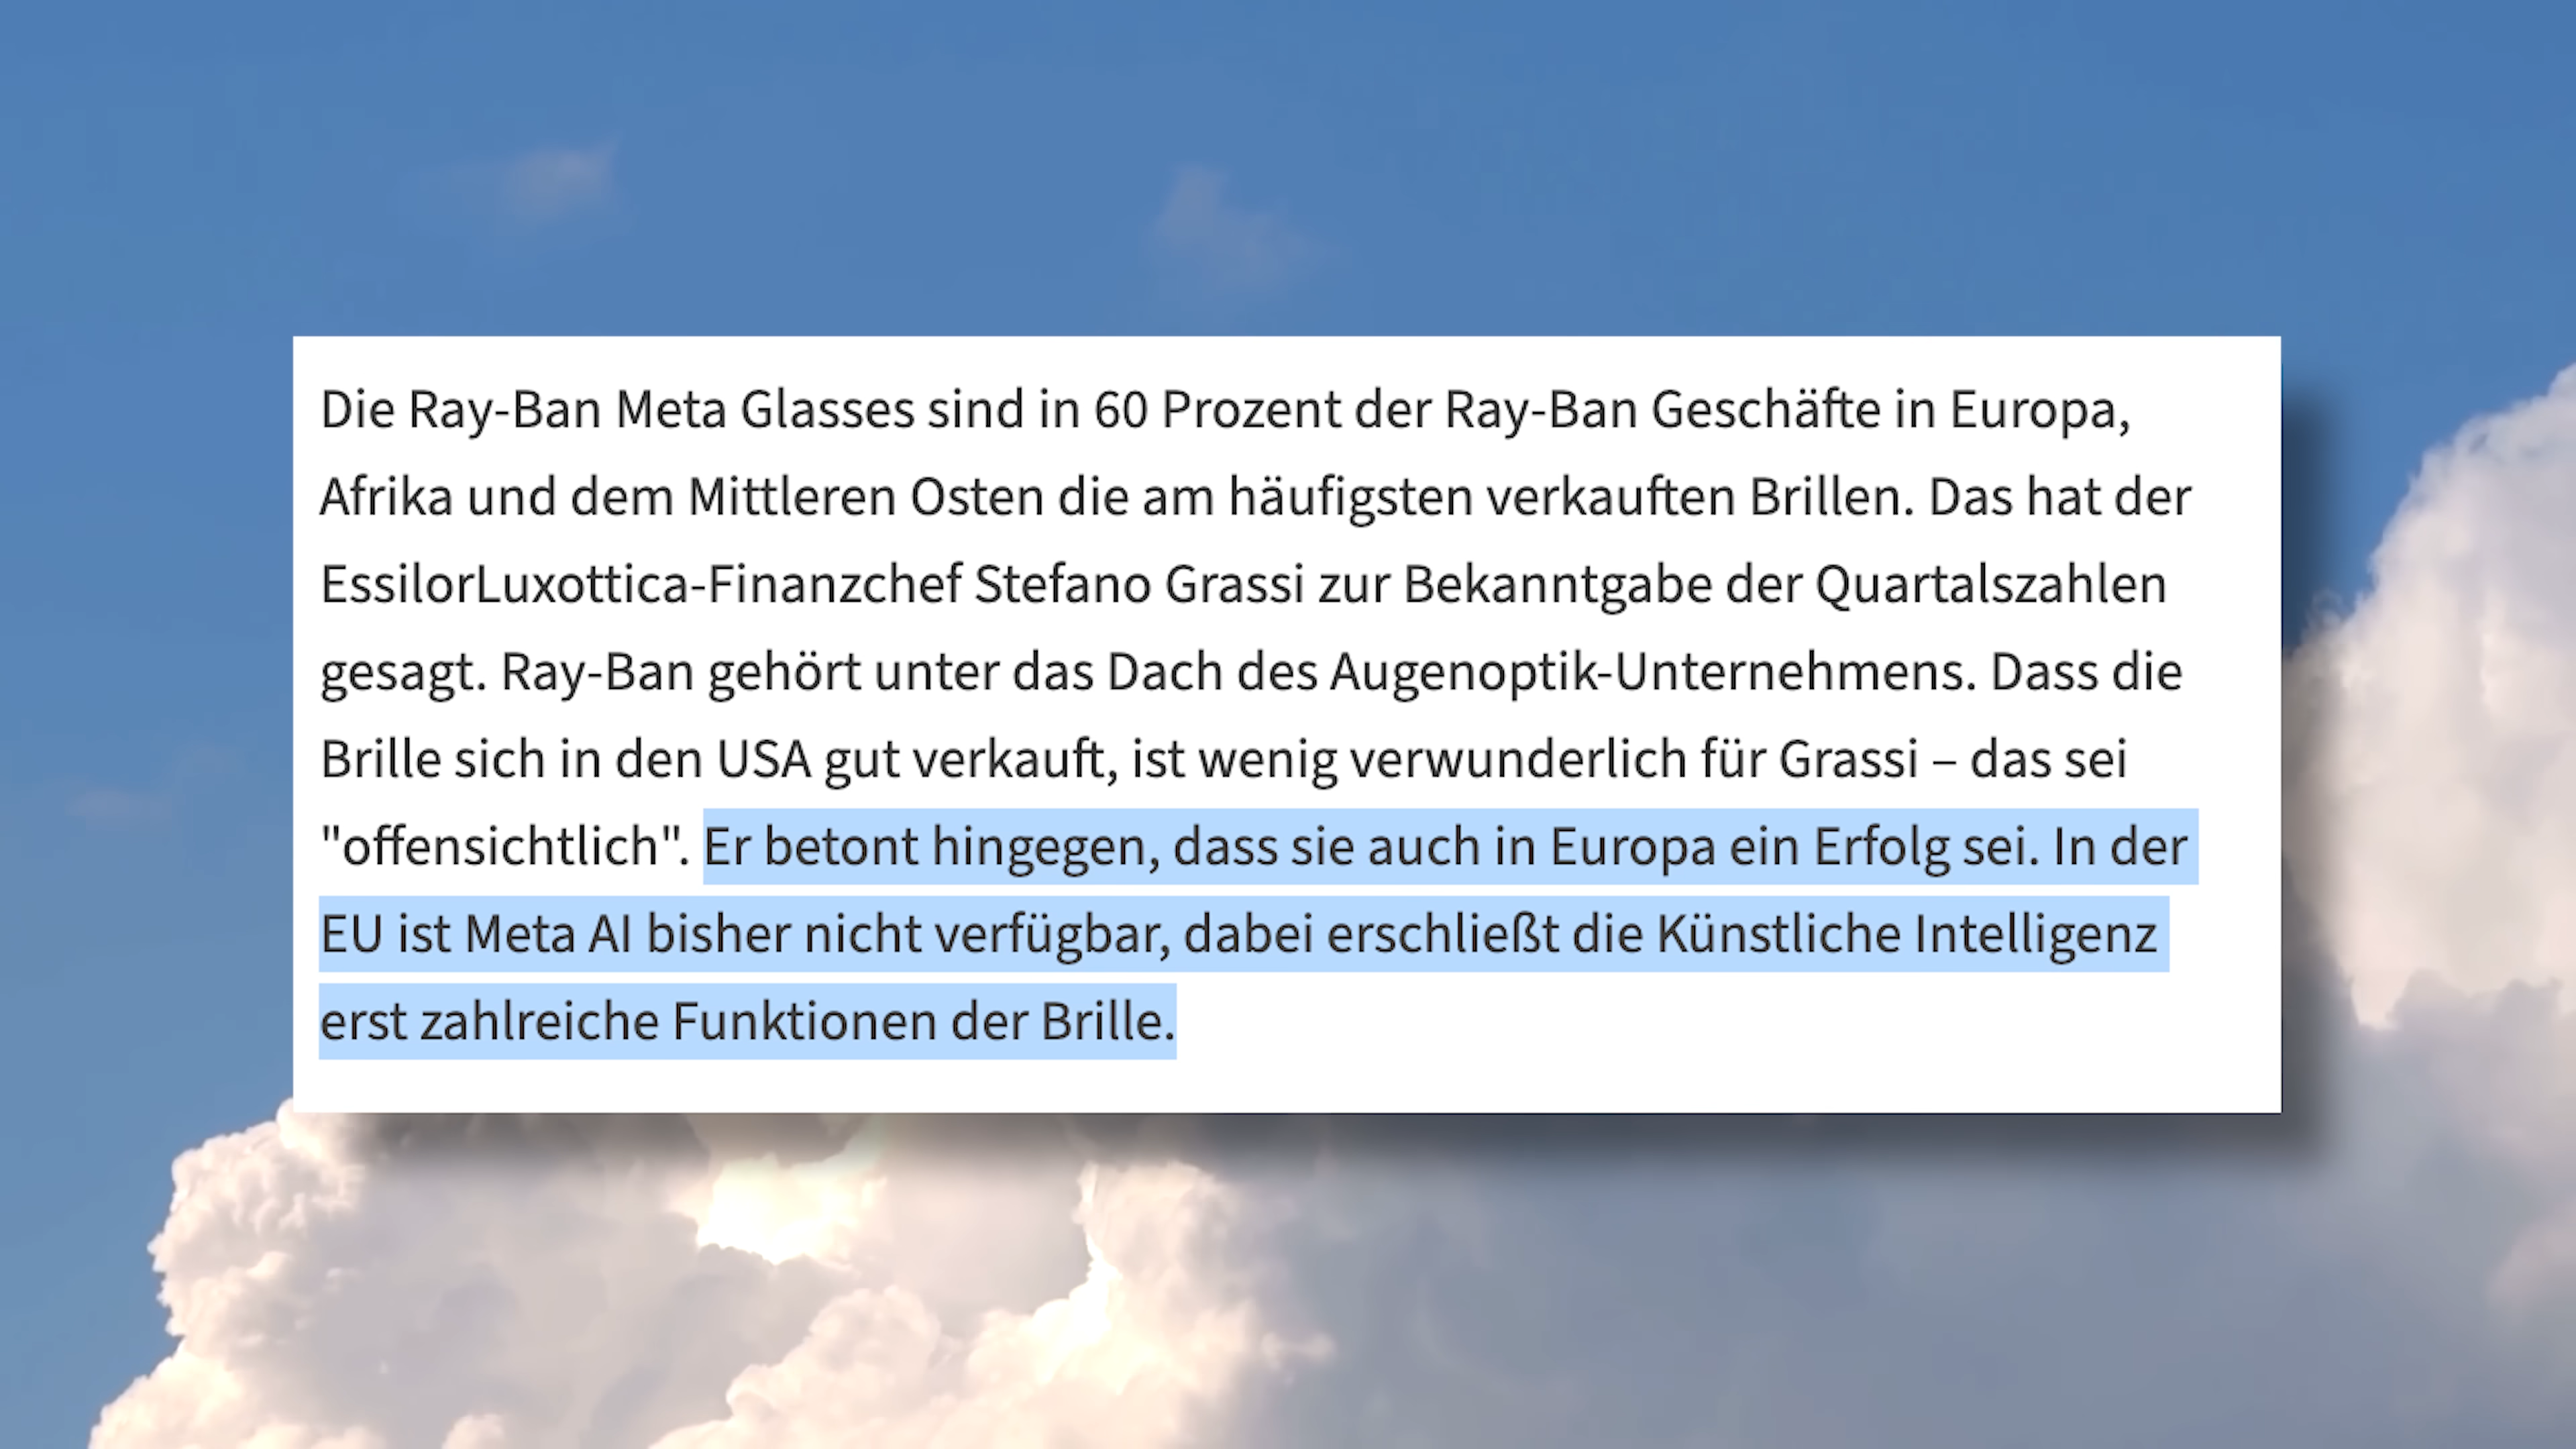 Die Ray-Ban Meta Glasses sind in 60 Prozent der Ray-Ban Geschäfte in Europa,
Afrika und dem Mittleren Osten die am häufigsten verkauften Brillen. Das hat der
EssilorLuxottica-Finanzchef Stefano Grassi zur Bekanntgabe der Quartalszahlen
gesagt. Ray-Ban gehört unter das Dach des Augenoptik-Unternehmens. Dass die
Brille sich in den USA gut verkauft, ist wenig verwunderlich für Grassi – das sei
"offensichtlich". Er betont hingegen, dass sie auch in Europa ein Erfolg sei. In der
EU ist Meta AI bisher nicht verfügbar, dabei erschließt die Künstliche Intelligenz
erst zahlreiche Funktionen der Brille.